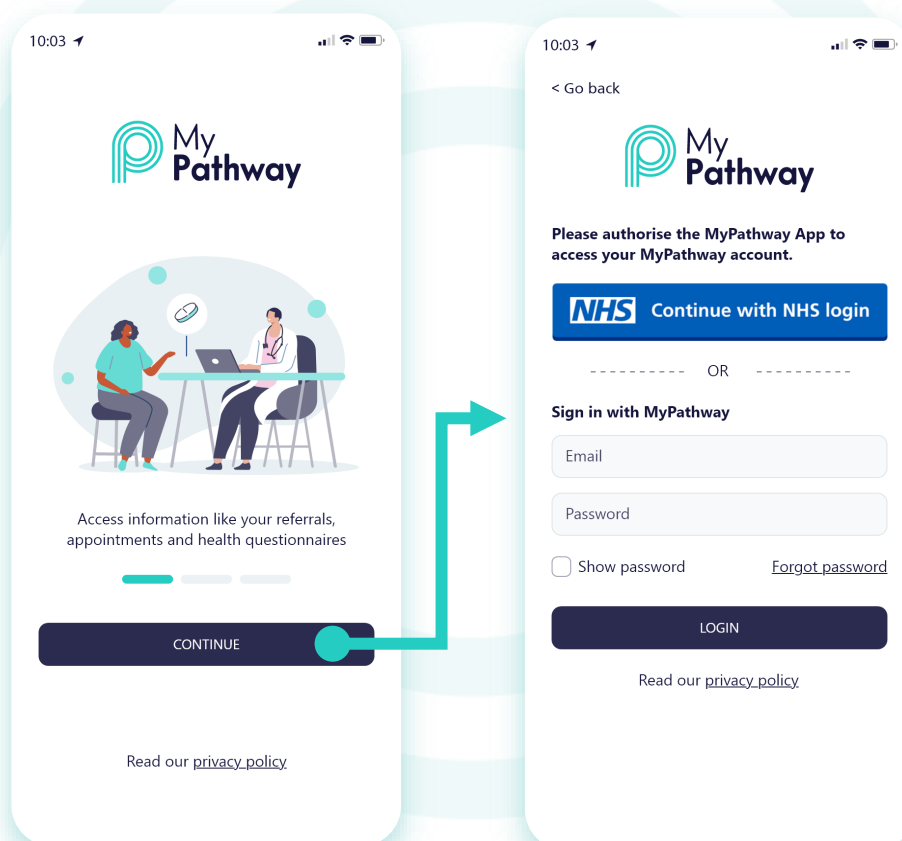 10:03
My
Pathway
Access information like your referrals,
appointments and health questionnaires
CONTINUE
Read our privacy policy
10:03
< Go back
My
Pathway
Please authorise the MyPathway App to
access your MyPathway account.
NHS Continue with NHS login
OR
Sign in with MyPathway
Email
Password
Show password Forgot password
LOGIN
Read our privacy policy